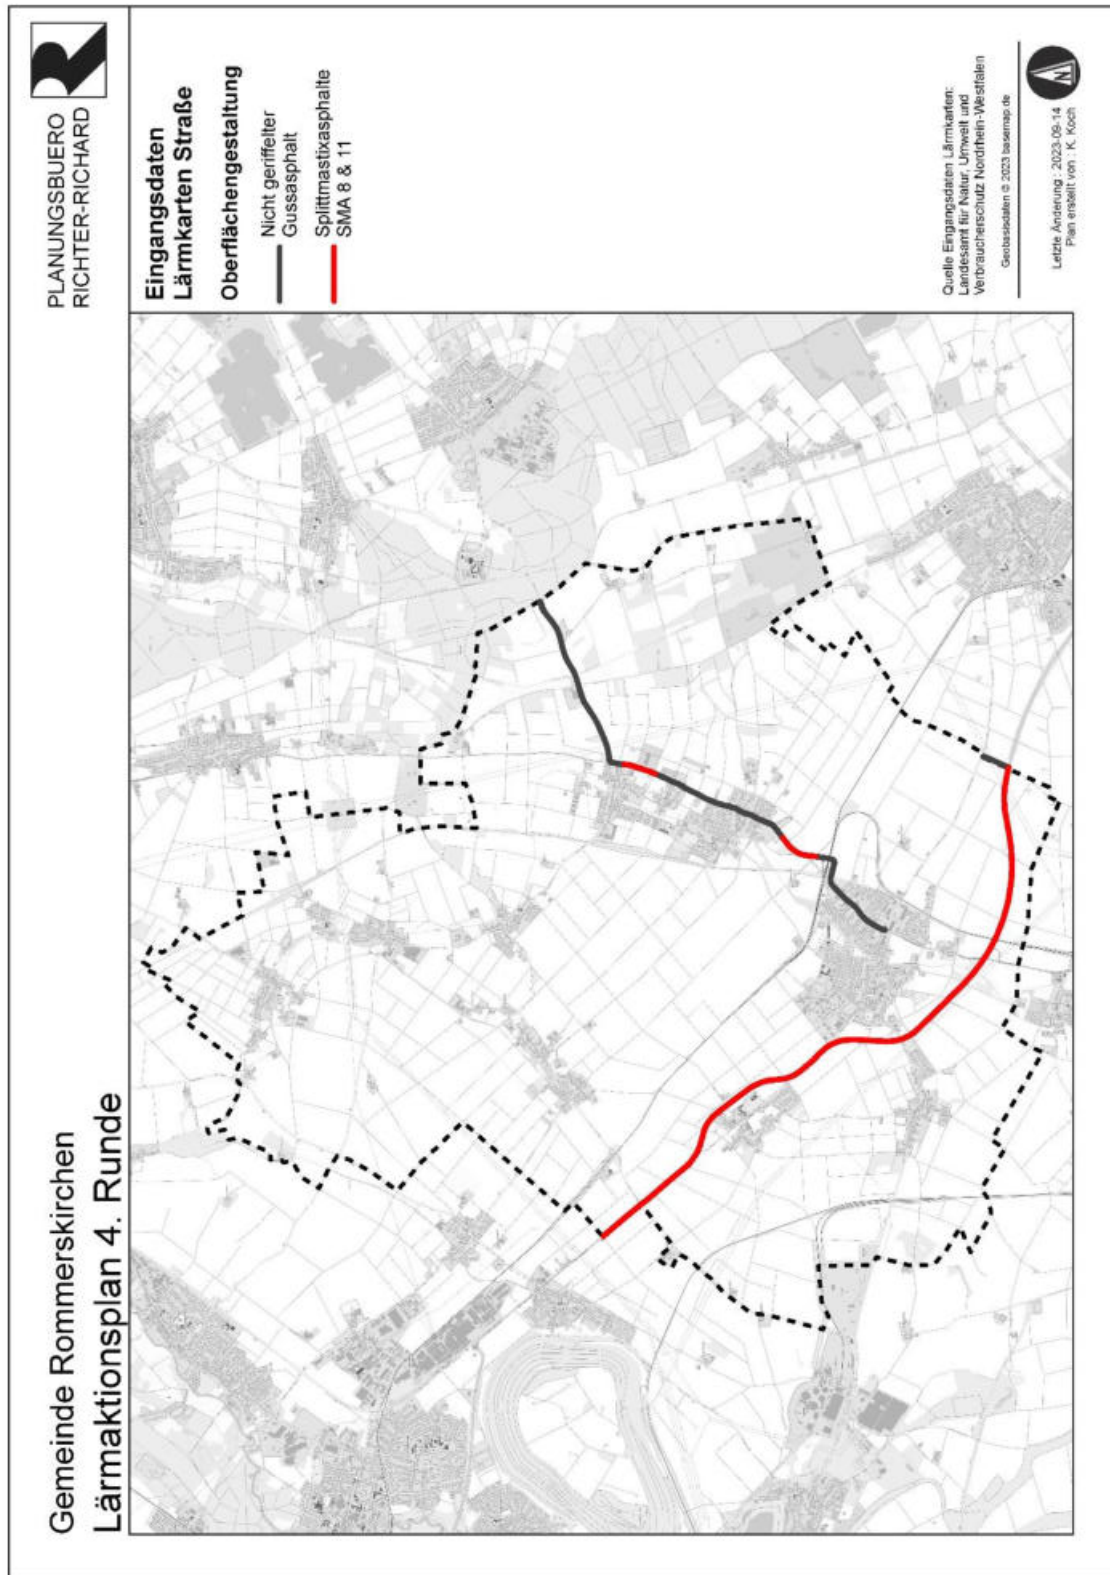 Gemeinde Rommerskirchen
Lärmaktionsplan 4. Runde
PLANUNGSBUERO
RICHTER-RICHARD
Eingangsdaten
Lärmkarten Straße
Oberflächengestaltung
Nicht geriffelter
Gussasphalt
Splittmastixasphalte
SMA 8 & 11
Quelle Eingangsdaten Lärmkarten:
Landesamt für Natur, Umwelt und
Verbraucherschutz Nordrhein-Westfalen
Geobasisdaten © 2023 basemap.de
N
Letzte Änderung : 2023-09-14
Plan erstellt von : K. Koch